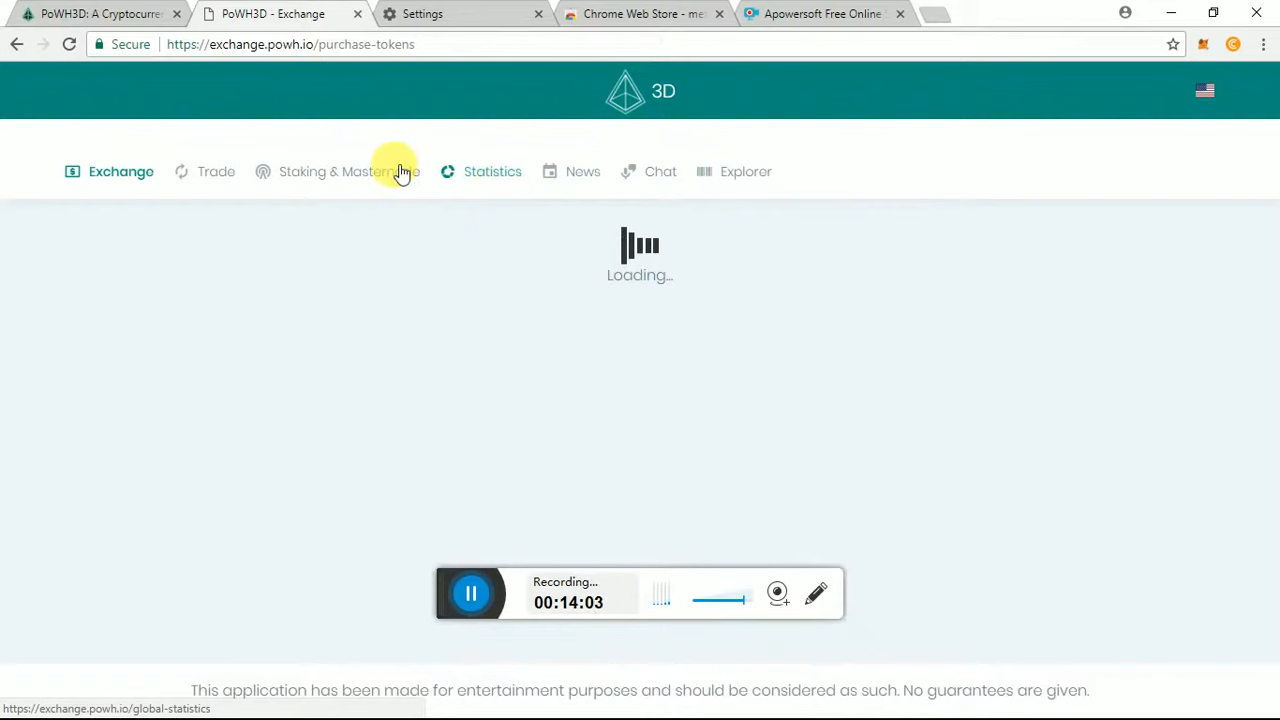 PoWH3D: A Cryptocurre
PoWH3D - Exchange
Settings
Chrome Web Store - me
Apowersoft Free Online
Secure
https://exchange.powh.io/purchase-tokens
3D
Exchange
Trade
Staking & Masternode
Statistics
News
Chat
Explorer
Loading...
Recording...
00:14:03
This application has been made for entertainment purposes and should be considered as such. No guarantees are given.
https://exchange.powh.io/global-statistics